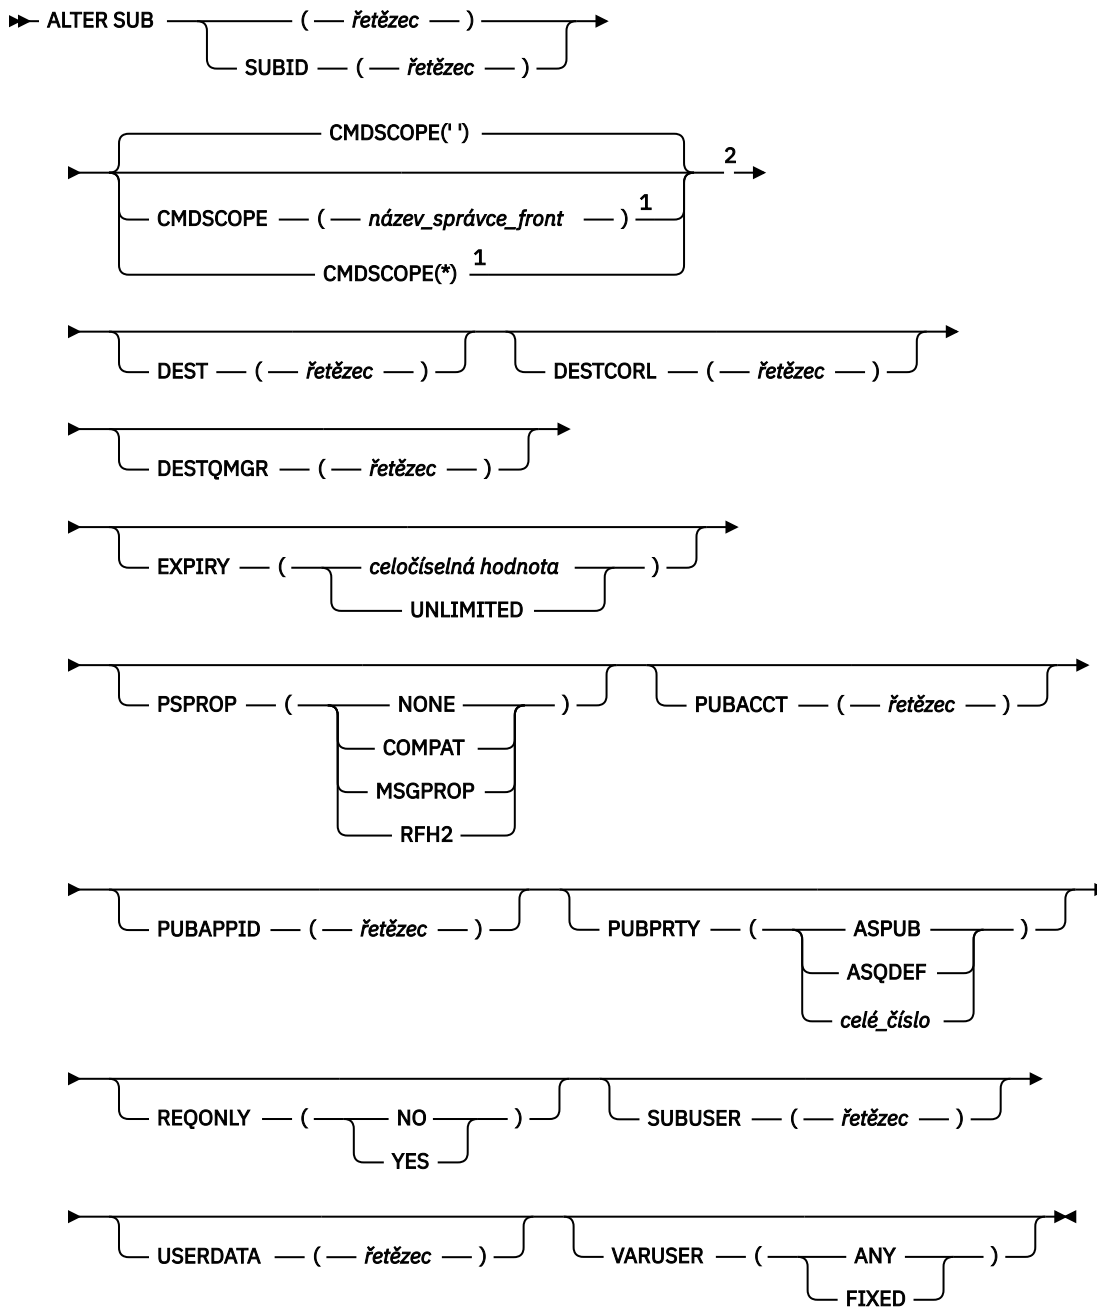 ALTER SUB ( řetězec )
SUBID ( řetězec )
CMDSCOPE(' ')
2
CMDSCOPE ( název_správce_front ) 1
CMDSCOPE(*) 1
DEST ( řetězec ) DESTCORL ( řetězec )
DESTQMGR ( řetězec )
EXPIRY ( celočíselná hodnota )
UNLIMITED
PSPROP ( NONE ) PUBACCT ( řetězec )
COMPAT
MSGPROP
RFH2
PUBAPPID ( řetězec ) PUBPRTY ( ASPUB )
ASQDEF
celé_číslo
REQONLY ( NO ) SUBUSER ( řetězec )
YES
USERDATA ( řetězec ) VARUSER ( ANY )
FIXED